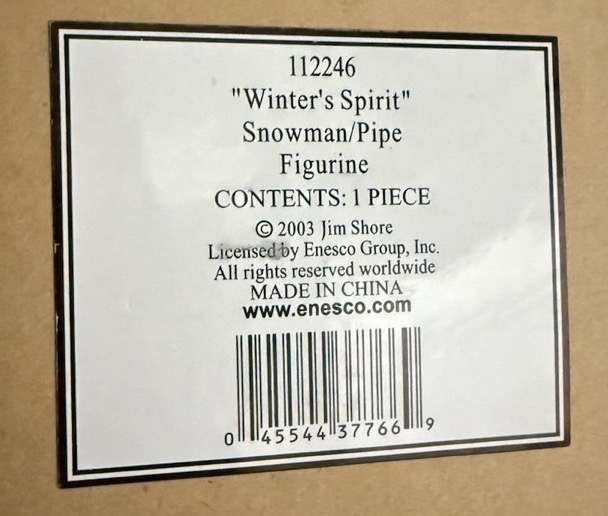 112246
"Winter's Spirit"
Snowman/Pipe
Figurine
CONTENTS: 1 PIECE
© 2003 Jim Shore
Licensed by Enesco Group, Inc.
All rights reserved worldwide
MADE IN CHINA
www.enesco.com
0 45544 37766 9